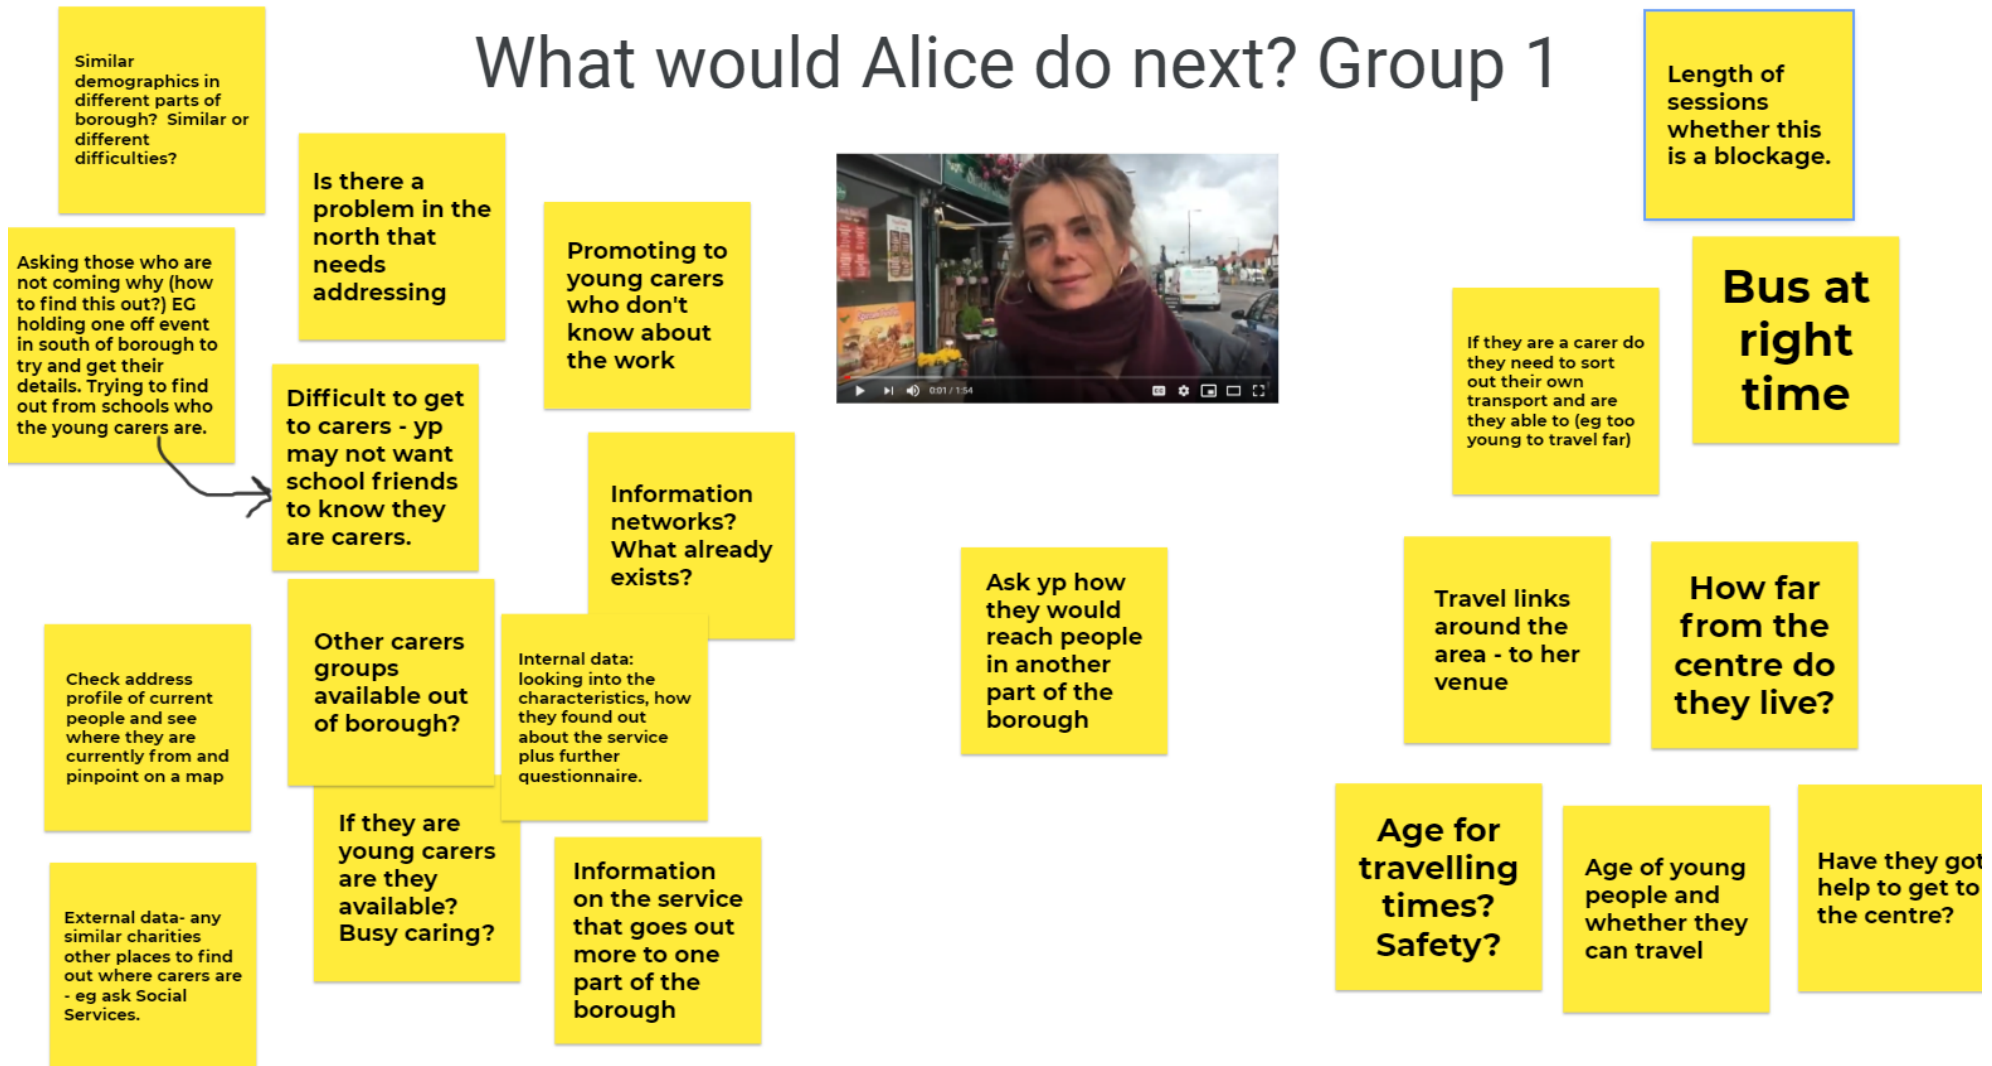 What would Alice do next? Group 1
Similar
demographics in
different parts of
borough? Similar or
different
difficulties?
Is there a
problem in the
north that
needs
addressing
Promoting to
young carers
who don't
know about
the work
Asking those who are
not coming why (how
to find this out?) EG
holding one off event
in south of borough to
try and get their
details. Trying to find
out from schools who
the young carers are.
Difficult to get
to carers - yp
may not want
school friends
to know they
are carers.
Information
networks?
What already
exists?
Other carers
groups
available out
of borough?
Internal data:
looking into the
characteristics, how
they found out
about the service
plus further
questionnaire.
Check address
profile of current
people and see
where they are
currently from and
pinpoint on a map
If they are
young carers
are they
available?
Busy caring?
Information
on the service
that goes out
more to one
part of the
borough
External data- any
similar charities
other places to find
out where carers are
- eg ask Social
Services.
0:01 / 1:54
Ask yp how
they would
reach people
in another
part of the
borough
Length of
sessions
whether this
is a blockage.
Bus at
right
time
If they are a carer do
they need to sort
out their own
transport and are
they able to (eg too
young to travel far)
Travel links
around the
area - to her
venue
How far
from the
centre do
they live?
Age for
travelling
times?
Safety?
Age of young
people and
whether they
can travel
Have they got
help to get to
the centre?